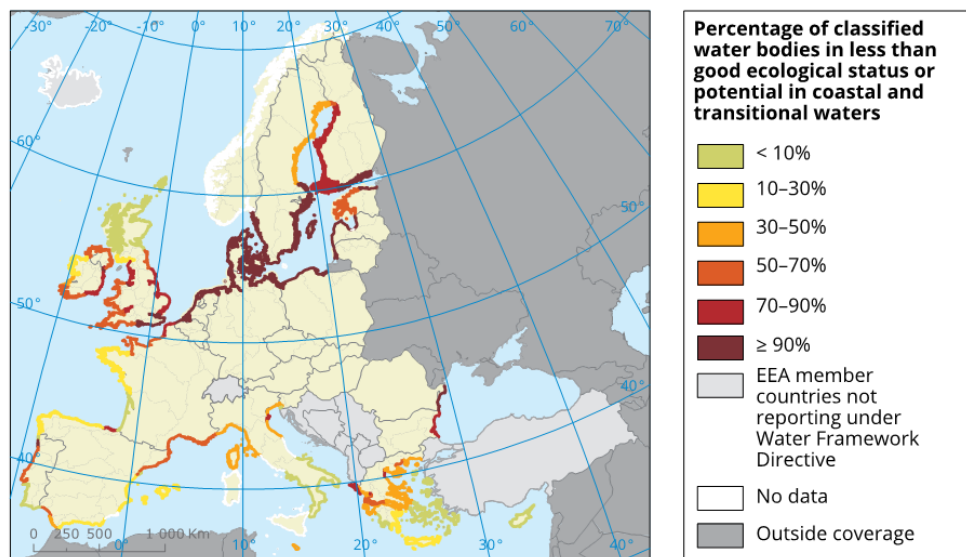 -30° -20° -10° 0° 10° 20° 30° 40° 50° 60° 70°
60°
50°
50°
40°
40°
0 250 500 1 000 Km
0° 10° 20° 30° 40°
Percentage of classified
water bodies in less than
good ecological status or
potential in coastal and
transitional waters
< 10%
10–30%
30–50%
50–70%
70–90%
≥ 90%
EEA member
countries not
reporting under
Water Framework
Directive
No data
Outside coverage